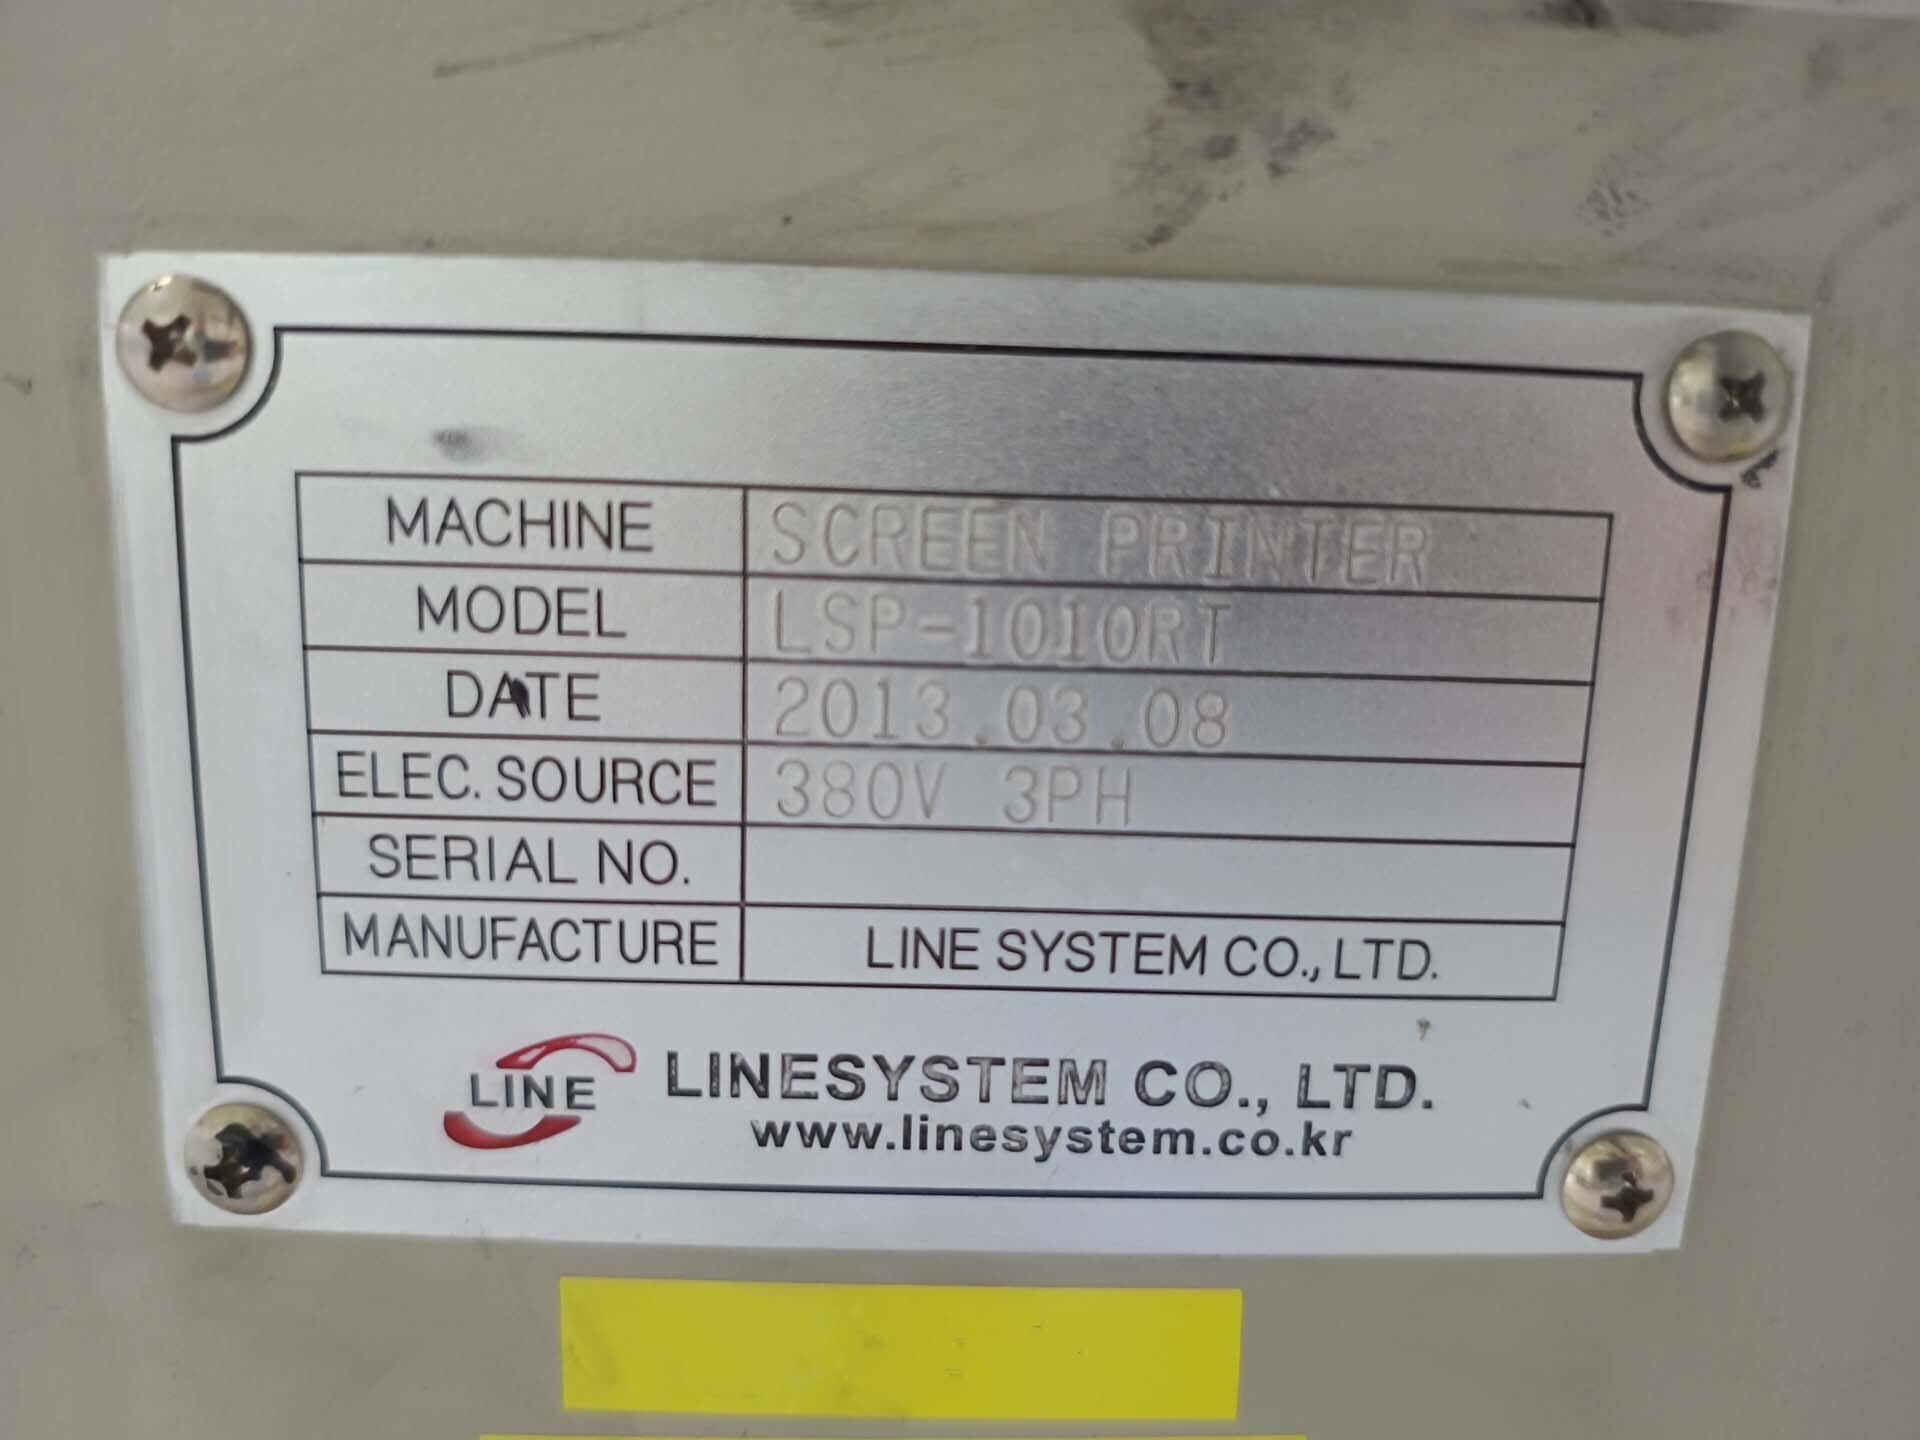 MACHINE SCREEN PRINTER
MODEL LSP-1010RT
DATE 2013.03.08
ELEC. SOURCE 380V 3PH
SERIAL NO.
MANUFACTURE LINE SYSTEM CO., LTD.
LINE LINESYSTEM CO., LTD.
www.linesystem.co.kr